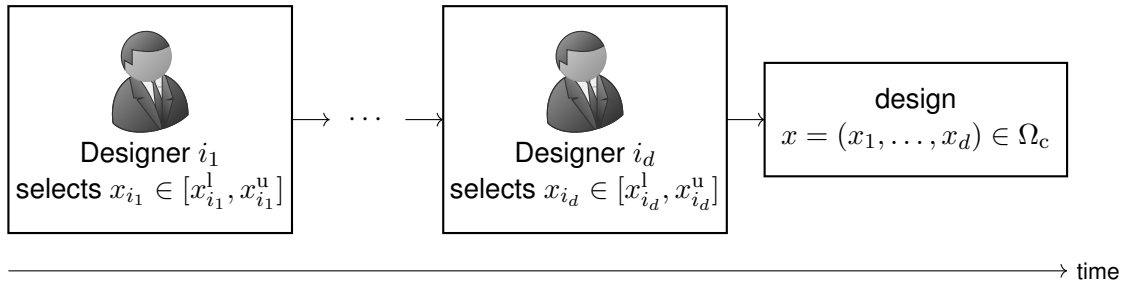 Designer $i_1$
selects $x_{i_1} \in [x_{i_1}^{\mathrm{l}}, x_{i_1}^{\mathrm{u}}]$
· · ·
Designer $i_d$
selects $x_{i_d} \in [x_{i_d}^{\mathrm{l}}, x_{i_d}^{\mathrm{u}}]$
design
$x = (x_1, \ldots, x_d) \in \Omega_{\mathrm{c}}$
time